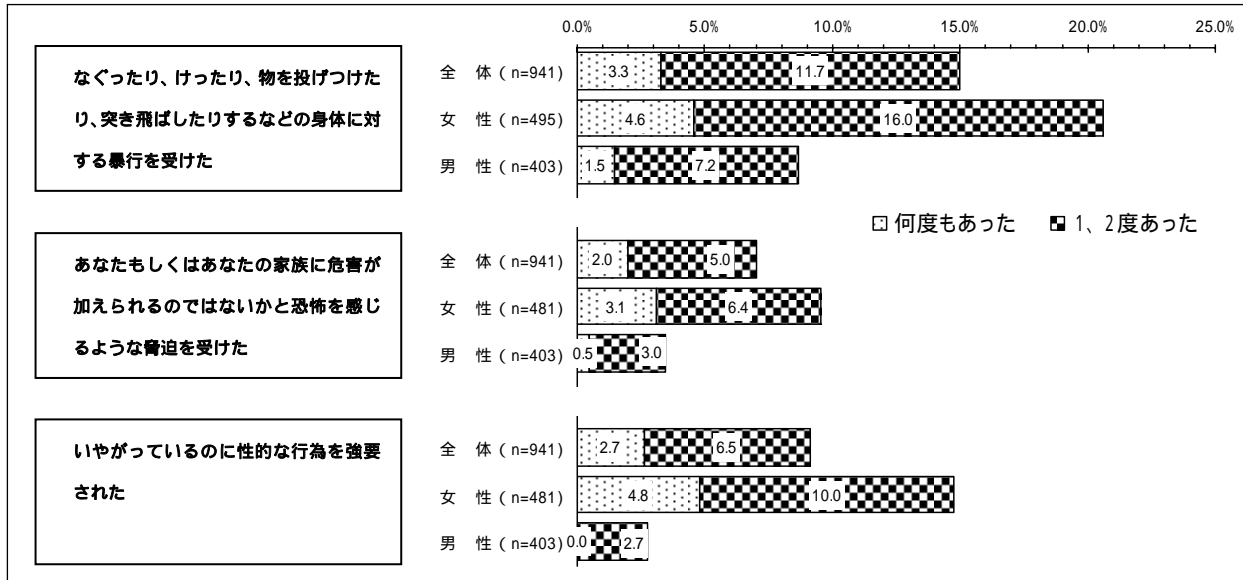 0.0% 5.0% 10.0% 15.0% 20.0% 25.0%
なぐったり、けったり、物を投げつけた
り、突き飛ばしたりするなどの身体に対
する暴行を受けた
全 体 ( n=941) 3.3 11.7
女 性 ( n=495) 4.6 16.0
男 性 ( n=403) 1.5 7.2
何度もあった 1、2度あった
あなたもしくはあなたの家族に危害が
加えられるのではないかと恐怖を感じ
るような脅迫を受けた
全 体 ( n=941) 2.0 5.0
女 性 ( n=481) 3.1 6.4
男 性 ( n=403) 0.5 3.0
いやがっているのに性的な行為を強要
された
全 体 ( n=941) 2.7 6.5
女 性 ( n=481) 4.8 10.0
男 性 ( n=403) 0.0 2.7